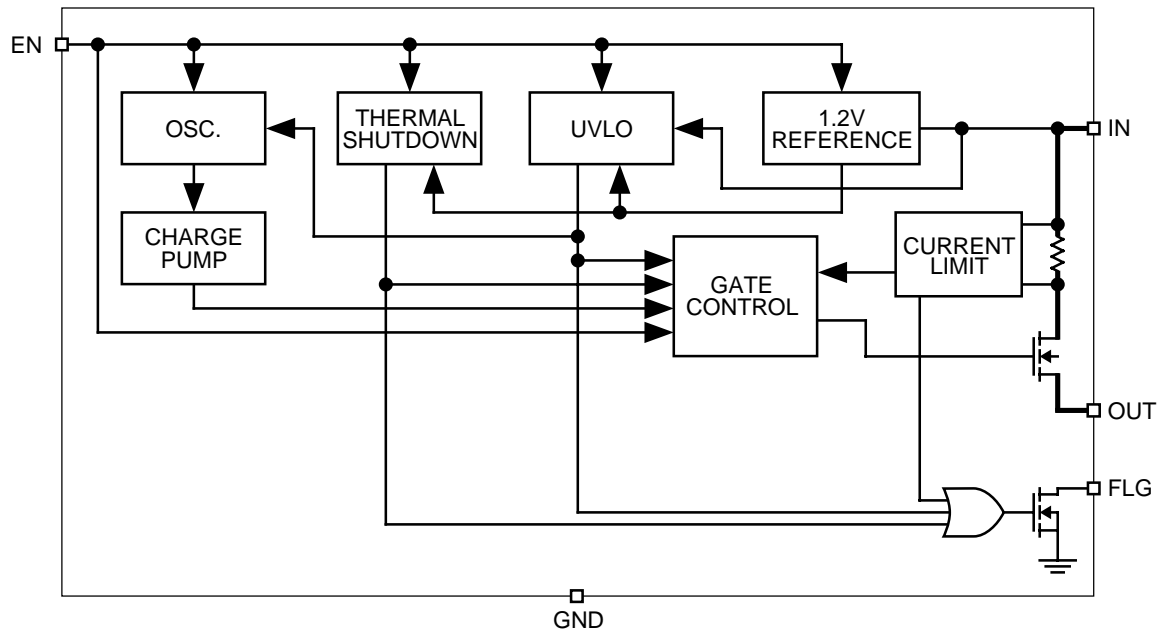 EN
OSC.
THERMAL
SHUTDOWN
UVLO
1.2V
REFERENCE
IN
CHARGE
PUMP
GATE
CONTROL
CURRENT
LIMIT
OUT
FLG
GND